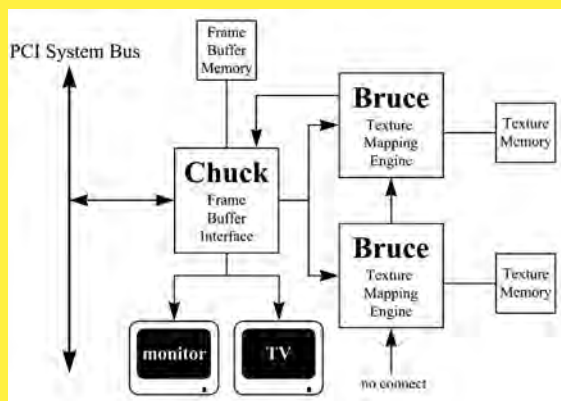 PCI System Bus
Frame
Buffer
Memory
Bruce
Texture
Mapping
Engine
Texture
Memory
Chuck
Frame
Buffer
Interface
Bruce
Texture
Mapping
Engine
Texture
Memory
monitor
TV
no connect